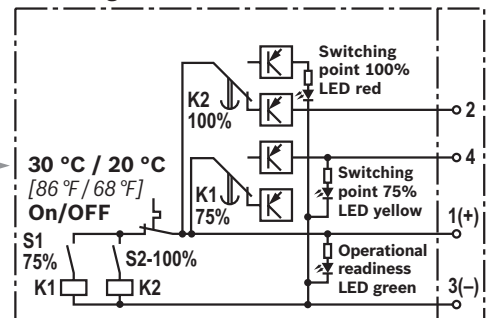 Switching
point 100%
LED red
K2
100%
2
4
30 °C / 20 °C
[86 °F / 68 °F]
On/OFF
K1
75%
Switching
point 75%
LED yellow
1(+)
S1
75%
S2-100%
Operational
readiness
LED green
K1
K2
3(–)